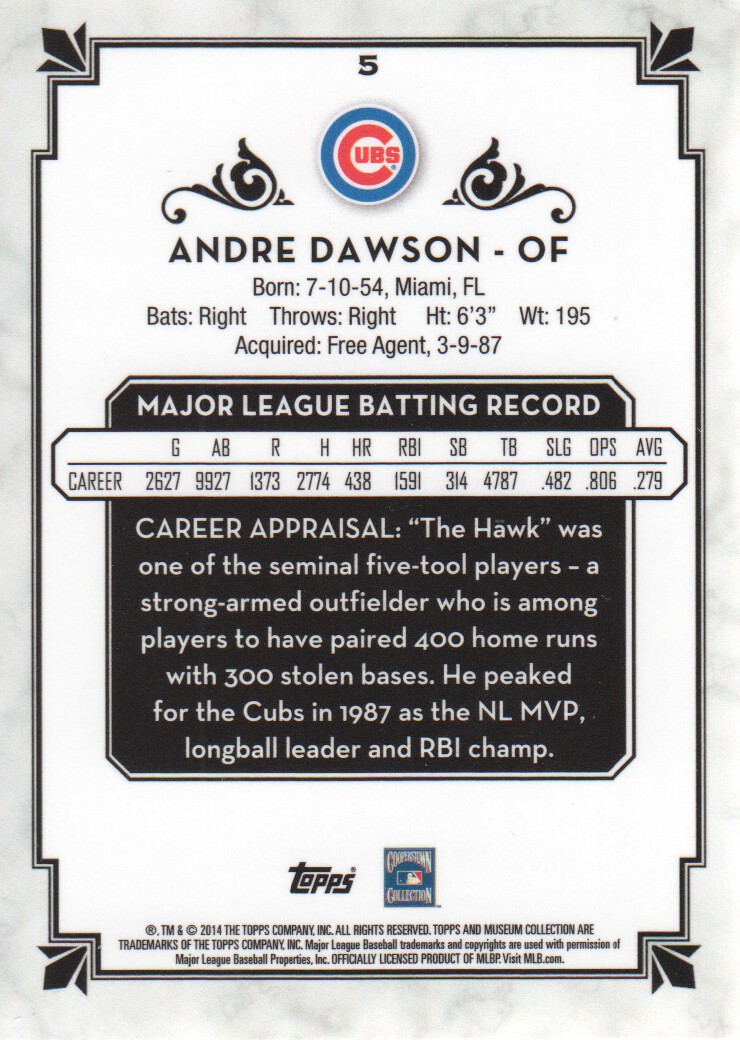 5
CUBS
ANDRE DAWSON - OF
Born: 7-10-54, Miami, FL
Bats: Right Throws: Right Ht: 6'3" Wt: 195
Acquired: Free Agent, 3-9-87
MAJOR LEAGUE BATTING RECORD
G AB R H HR RBI SB TB SLG OPS AVG
CAREER 2627 9927 1373 2774 438 1591 314 4787 .482 .806 .279
CAREER APPRAISAL: “The Hawk” was
one of the seminal five-tool players – a
strong-armed outfielder who is among
players to have paired 400 home runs
with 300 stolen bases. He peaked
for the Cubs in 1987 as the NL MVP,
longball leader and RBI champ.
Topps®
COOPERSTOWN
COLLECTION
®, TM & © 2014 THE TOPPS COMPANY, INC. ALL RIGHTS RESERVED. TOPPS AND MUSEUM COLLECTION ARE
TRADEMARKS OF THE TOPPS COMPANY, INC. Major League Baseball trademarks and copyrights are used with permission of
Major League Baseball Properties, Inc. OFFICIALLY LICENSED PRODUCT OF MLBP. Visit MLB.com.